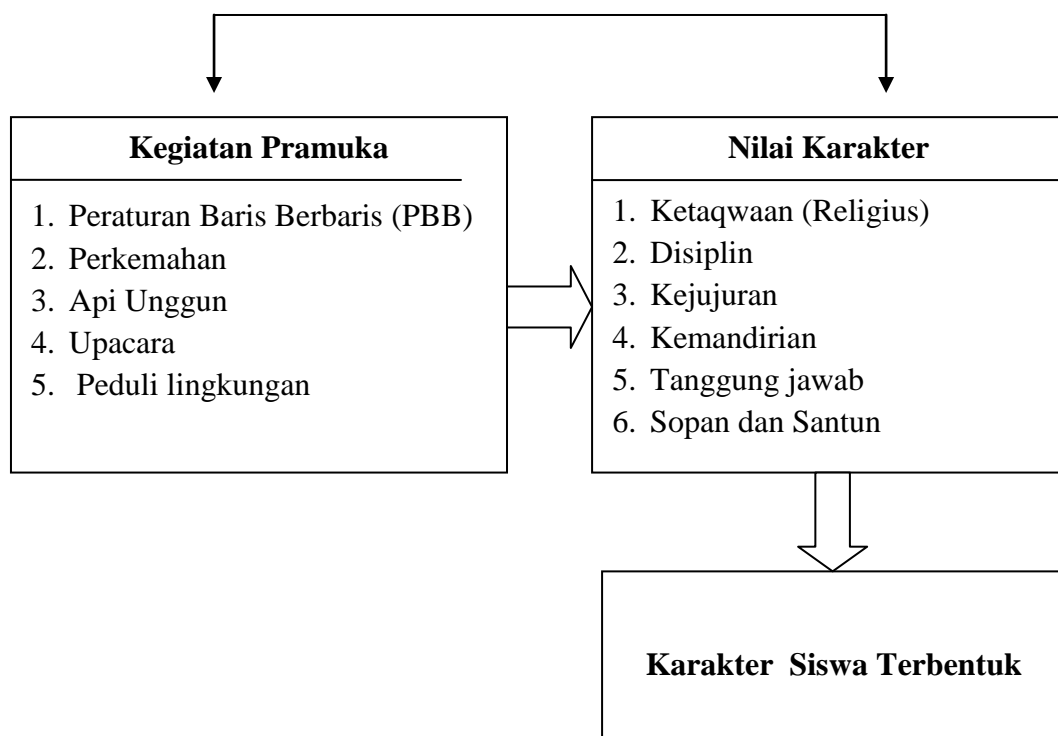 Kegiatan Pramuka
1. Peraturan Baris Berbaris (PBB)
2. Perkemahan
3. Api Unggun
4. Upacara
5. Peduli lingkungan
Nilai Karakter
1. Ketaqwaan (Religius)
2. Disiplin
3. Kejujuran
4. Kemandirian
5. Tanggung jawab
6. Sopan dan Santun
Karakter Siswa Terbentuk